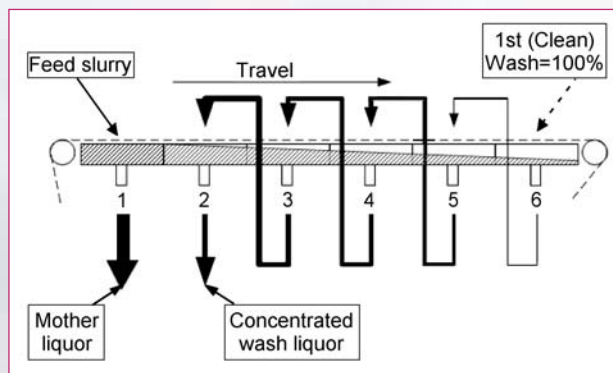 Feed slurry
Travel
1st (Clean)
Wash=100%
1
2
3
4
5
6
Mother
liquor
Concentrated
wash liquor